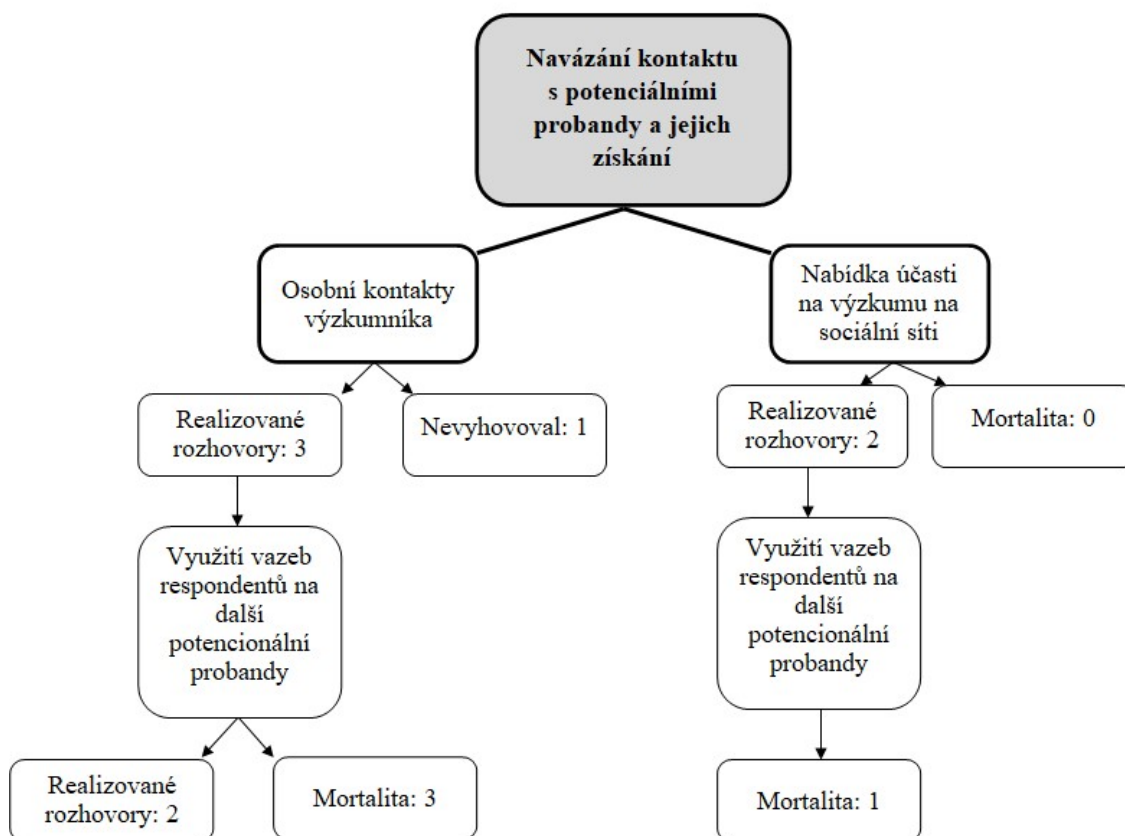 Navázání kontaktu
s potenciálními
probandy a jejich
získání
Osobní kontakty
výzkumníka
Nabídka účasti
na výzkumu na
sociální síti
Realizované
rozhovory: 3
Nevyhovoval: 1
Realizované
rozhovory: 2
Mortalita: 0
Využití vazeb
respondentů na
další
potencionální
probandy
Využití vazeb
respondentů na
další
potencionální
probandy
Realizované
rozhovory: 2
Mortalita: 3
Mortalita: 1